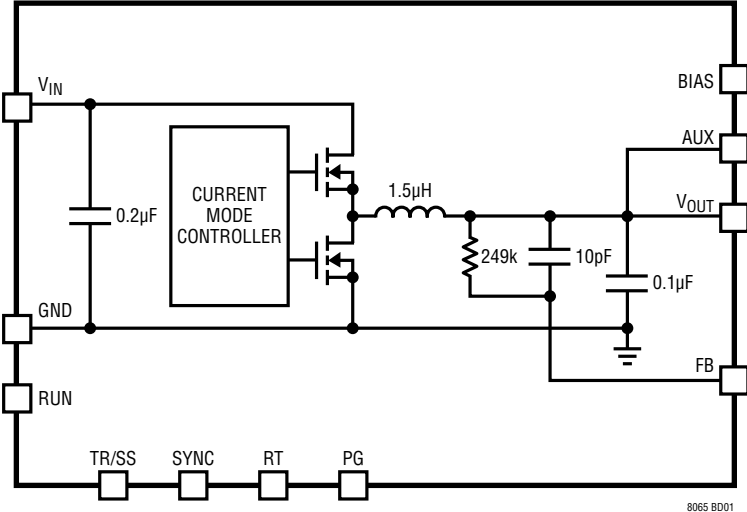 V_IN
BIAS
AUX
V_OUT
CURRENT
MODE
CONTROLLER
1.5µH
0.2µF
249k
10pF
0.1µF
GND
FB
RUN
TR/SS
SYNC
RT
PG
8065 BD01